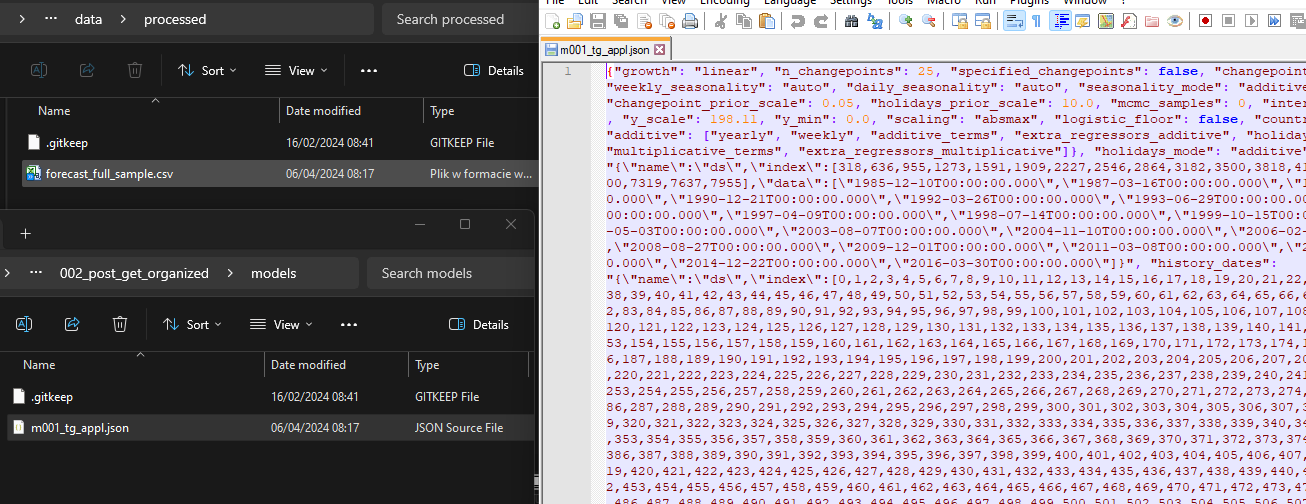 data > processed
Search processed
Sort
View
Details
Name
Date modified
Type
.gitkeep
16/02/2024 08:41
GITKEEP File
forecast_full_sample.csv
06/04/2024 08:17
Plik w formacie w...
002_post_get_organized > models
Search models
Sort
View
Details
Name
Date modified
Type
.gitkeep
16/02/2024 08:41
GITKEEP File
m001_tg_appl.json
06/04/2024 08:17
JSON Source File
File Edit Search View Encoding Language Settings Tools Macro Run Plugins Window ?
m001_tg_appl.json
1
{"growth": "linear", "n_changepoints": 25, "specified_changepoints": false, "changepoint
"weekly_seasonality": "auto", "daily_seasonality": "auto", "seasonality_mode": "additive
"changepoint_prior_scale": 0.05, "holidays_prior_scale": 10.0, "mcmc_samples": 0, "inter
, "y_scale": 198.11, "y_min": 0.0, "scaling": "absmax", "logistic_floor": false, "countr
"additive": ["yearly", "weekly", "additive_terms", "extra_regressors_additive", "holiday
"multiplicative_terms", "extra_regressors_multiplicative"]}, "holidays_mode": "additive"
"{\"name\":\"ds\",\"index\":[318,636,955,1273,1591,1909,2227,2546,2864,3182,3500,3818,41
00,7319,7637,7955],\"data\":[\"1985-12-10T00:00:00.000\",\"1987-03-16T00:00:00.000\",\"1
0.000\",\"1990-12-21T00:00:00.000\",\"1992-03-26T00:00:00.000\",\"1993-06-29T00:00:00.00
00:00:00.000\",\"1997-04-09T00:00:00.000\",\"1998-07-14T00:00:00.000\",\"1999-10-15T00:0
-05-03T00:00:00.000\",\"2003-08-07T00:00:00.000\",\"2004-11-10T00:00:00.000\",\"2006-02-
,\"2008-08-27T00:00:00.000\",\"2009-12-01T00:00:00.000\",\"2011-03-08T00:00:00.000\",\"2
0.000\",\"2014-12-22T00:00:00.000\",\"2016-03-30T00:00:00.000\"]}", "history_dates":
"{\"name\":\"ds\",\"index\":[0,1,2,3,4,5,6,7,8,9,10,11,12,13,14,15,16,17,18,19,20,21,22,
38,39,40,41,42,43,44,45,46,47,48,49,50,51,52,53,54,55,56,57,58,59,60,61,62,63,64,65,66,6
2,83,84,85,86,87,88,89,90,91,92,93,94,95,96,97,98,99,100,101,102,103,104,105,106,107,108
120,121,122,123,124,125,126,127,128,129,130,131,132,133,134,135,136,137,138,139,140,141,
53,154,155,156,157,158,159,160,161,162,163,164,165,166,167,168,169,170,171,172,173,174,1
6,187,188,189,190,191,192,193,194,195,196,197,198,199,200,201,202,203,204,205,206,207,20
,220,221,222,223,224,225,226,227,228,229,230,231,232,233,234,235,236,237,238,239,240,241
253,254,255,256,257,258,259,260,261,262,263,264,265,266,267,268,269,270,271,272,273,274,
86,287,288,289,290,291,292,293,294,295,296,297,298,299,300,301,302,303,304,305,306,307,3
9,320,321,322,323,324,325,326,327,328,329,330,331,332,333,334,335,336,337,338,339,340,34
,353,354,355,356,357,358,359,360,361,362,363,364,365,366,367,368,369,370,371,372,373,374
386,387,388,389,390,391,392,393,394,395,396,397,398,399,400,401,402,403,404,405,406,407,
19,420,421,422,423,424,425,426,427,428,429,430,431,432,433,434,435,436,437,438,439,440,4
2,453,454,455,456,457,458,459,460,461,462,463,464,465,466,467,468,469,470,471,472,473,47
,486,487,488,489,490,491,492,493,494,495,496,497,498,499,500,501,502,503,504,505,506,507